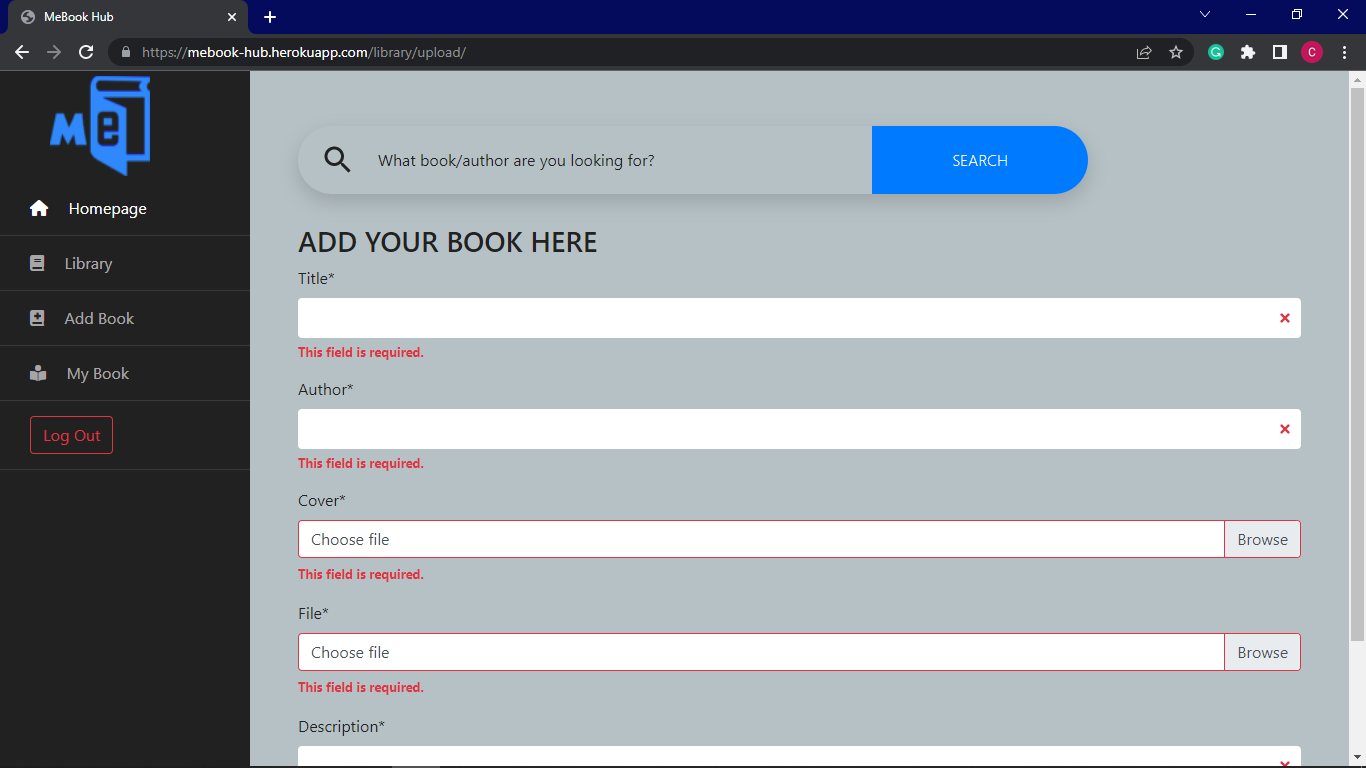 MeBook Hub
https://mebook-hub.herokuapp.com/library/upload/
C
Me
Homepage
Library
Add Book
My Book
Log Out
What book/author are you looking for?
SEARCH
ADD YOUR BOOK HERE
Title*
This field is required.
Author*
This field is required.
Cover*
Choose file
Browse
This field is required.
File*
Choose file
Browse
This field is required.
Description*